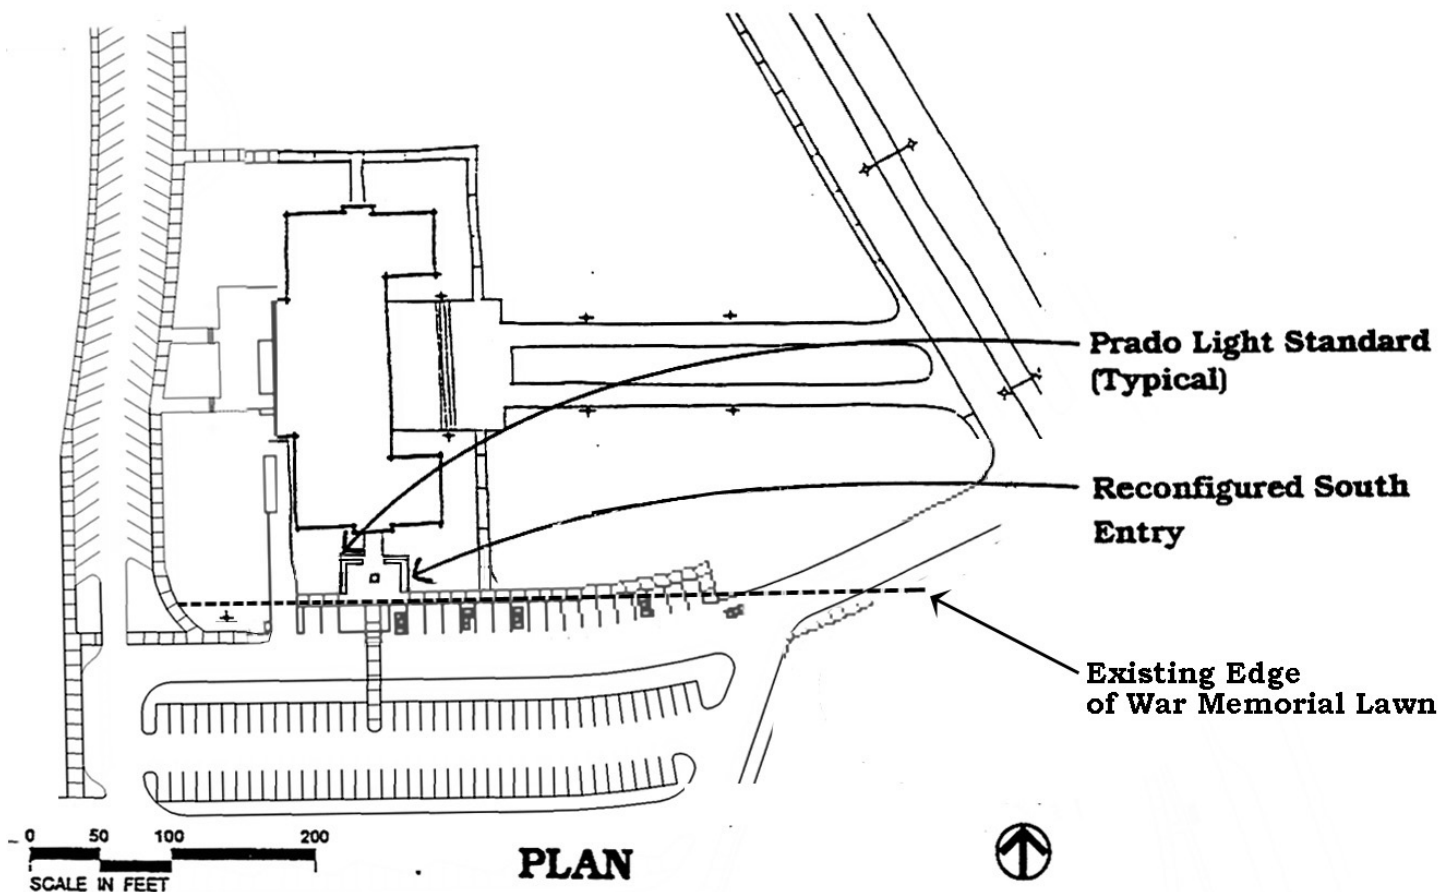 Prado Light Standard
(Typical)
Reconfigured South
Entry
Existing Edge
of War Memorial Lawn
0 50 100 200
SCALE IN FEET
PLAN